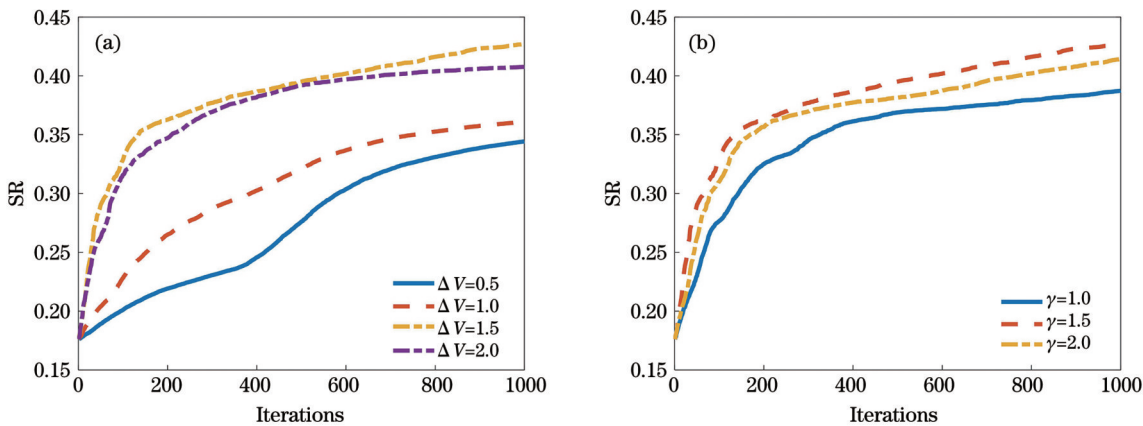 (a)
SR
0.45
0.40
0.35
0.30
0.25
0.20
0.15
0 200 400 600 800 1000
Iterations
Δ V=0.5
Δ V=1.0
Δ V=1.5
Δ V=2.0
(b)
SR
0.45
0.40
0.35
0.30
0.25
0.20
0.15
0 200 400 600 800 1000
Iterations
γ=1.0
γ=1.5
γ=2.0